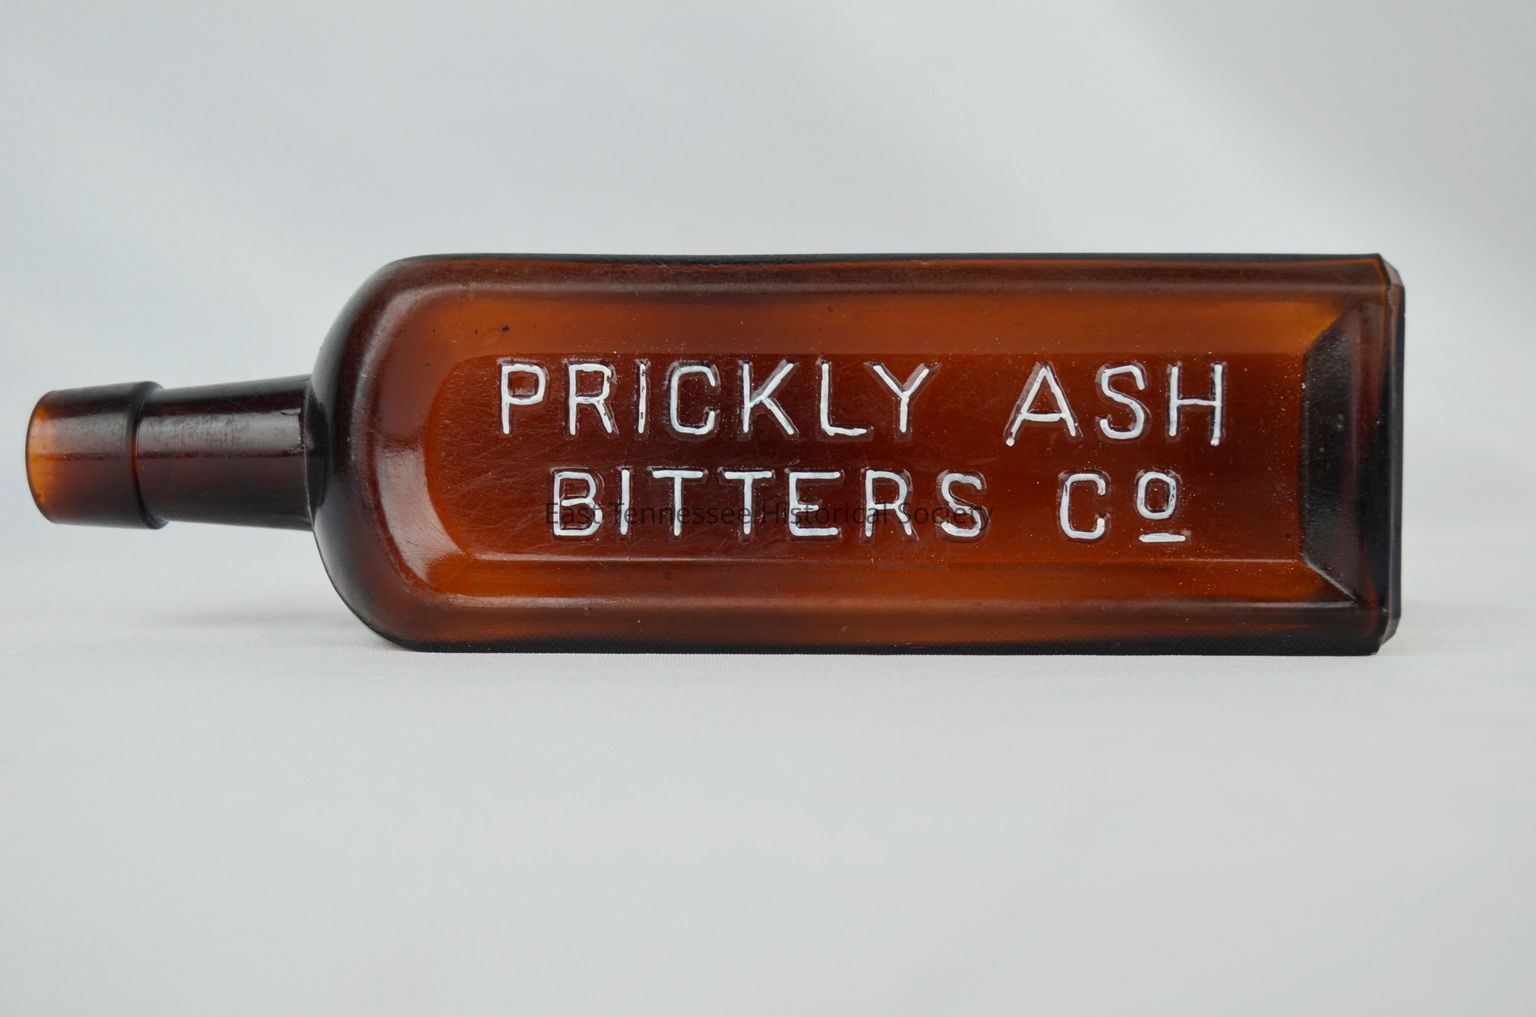 PRICKLY ASH
BITTERS Cº
East Tennessee Historical Society